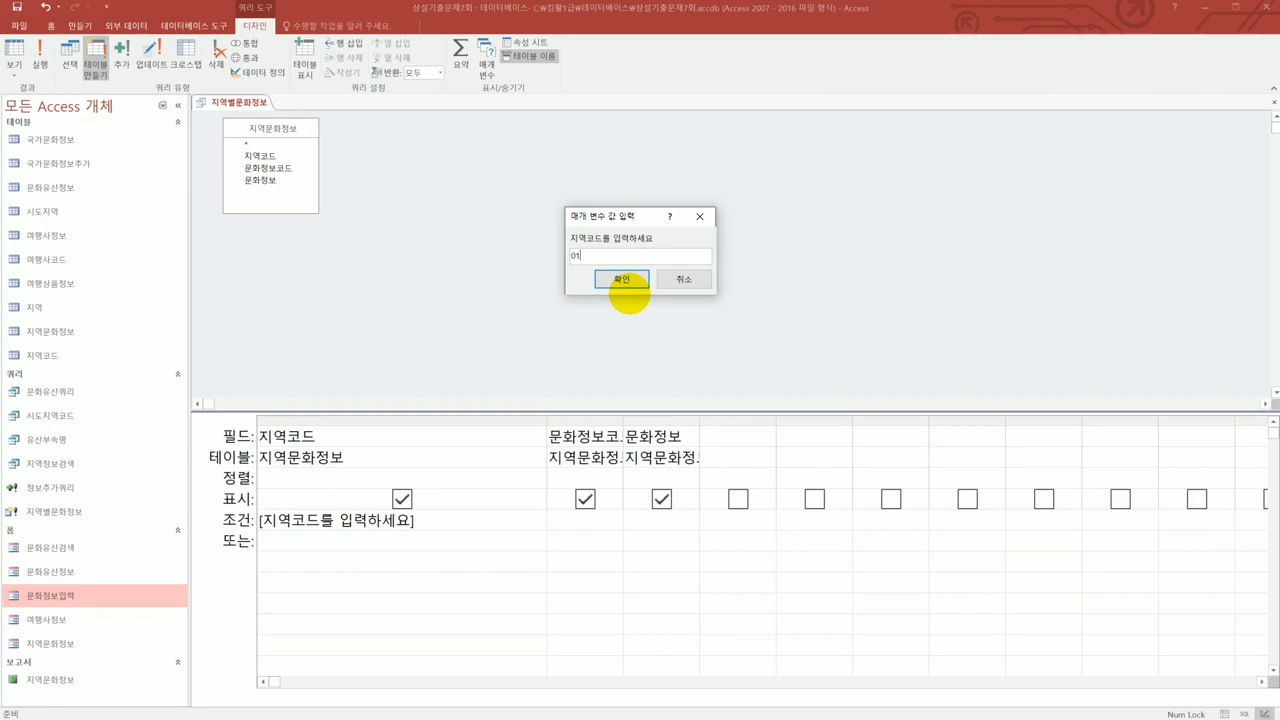 쿼리 도구
상설기출문제7회 : 데이터베이스- C:₩컴활1급₩데이터베이스₩상설기출문제7회.accdb (Access 2007 - 2016 파일 형식) - Access
파일 홈 만들기 외부 데이터 데이터베이스 도구 디자인 수행할 작업을 알려 주세요.
보기 실행 선택 테이블 만들기 추가 업데이트 크로스탭 삭제 통합 통과 데이터 정의 테이블 표시 행 삽입 행 삭제 작성기 열 삽입 열 삭제 반환: 모두 요약 매개 변수 속성 시트 테이블 이름
결과 쿼리 유형 쿼리 설정 표시/숨기기
모든 Access 개체
테이블
국가문화정보
국가문화정보추가
문화유산정보
시도지역
여행사정보
여행사코드
여행상품정보
지역
지역문화정보
지역코드
쿼리
문화유산쿼리
시도지역코드
유산부속명
지역정보검색
정보추가쿼리
지역별문화정보
폼
문화유산검색
문화유산정보
문화정보입력
여행사정보
지역문화정보
보고서
지역문화정보
지역별문화정보
지역문화정보
*
지역코드
문화정보코드
문화정보
매개 변수 값 입력 ?
지역코드를 입력하세요
01
확인 취소
필드: 지역코드 문화정보코 문화정보
테이블: 지역문화정보 지역문화정 지역문화정
정렬:
표시:
조건: [지역코드를 입력하세요]
또는:
준비
Num Lock
SQL